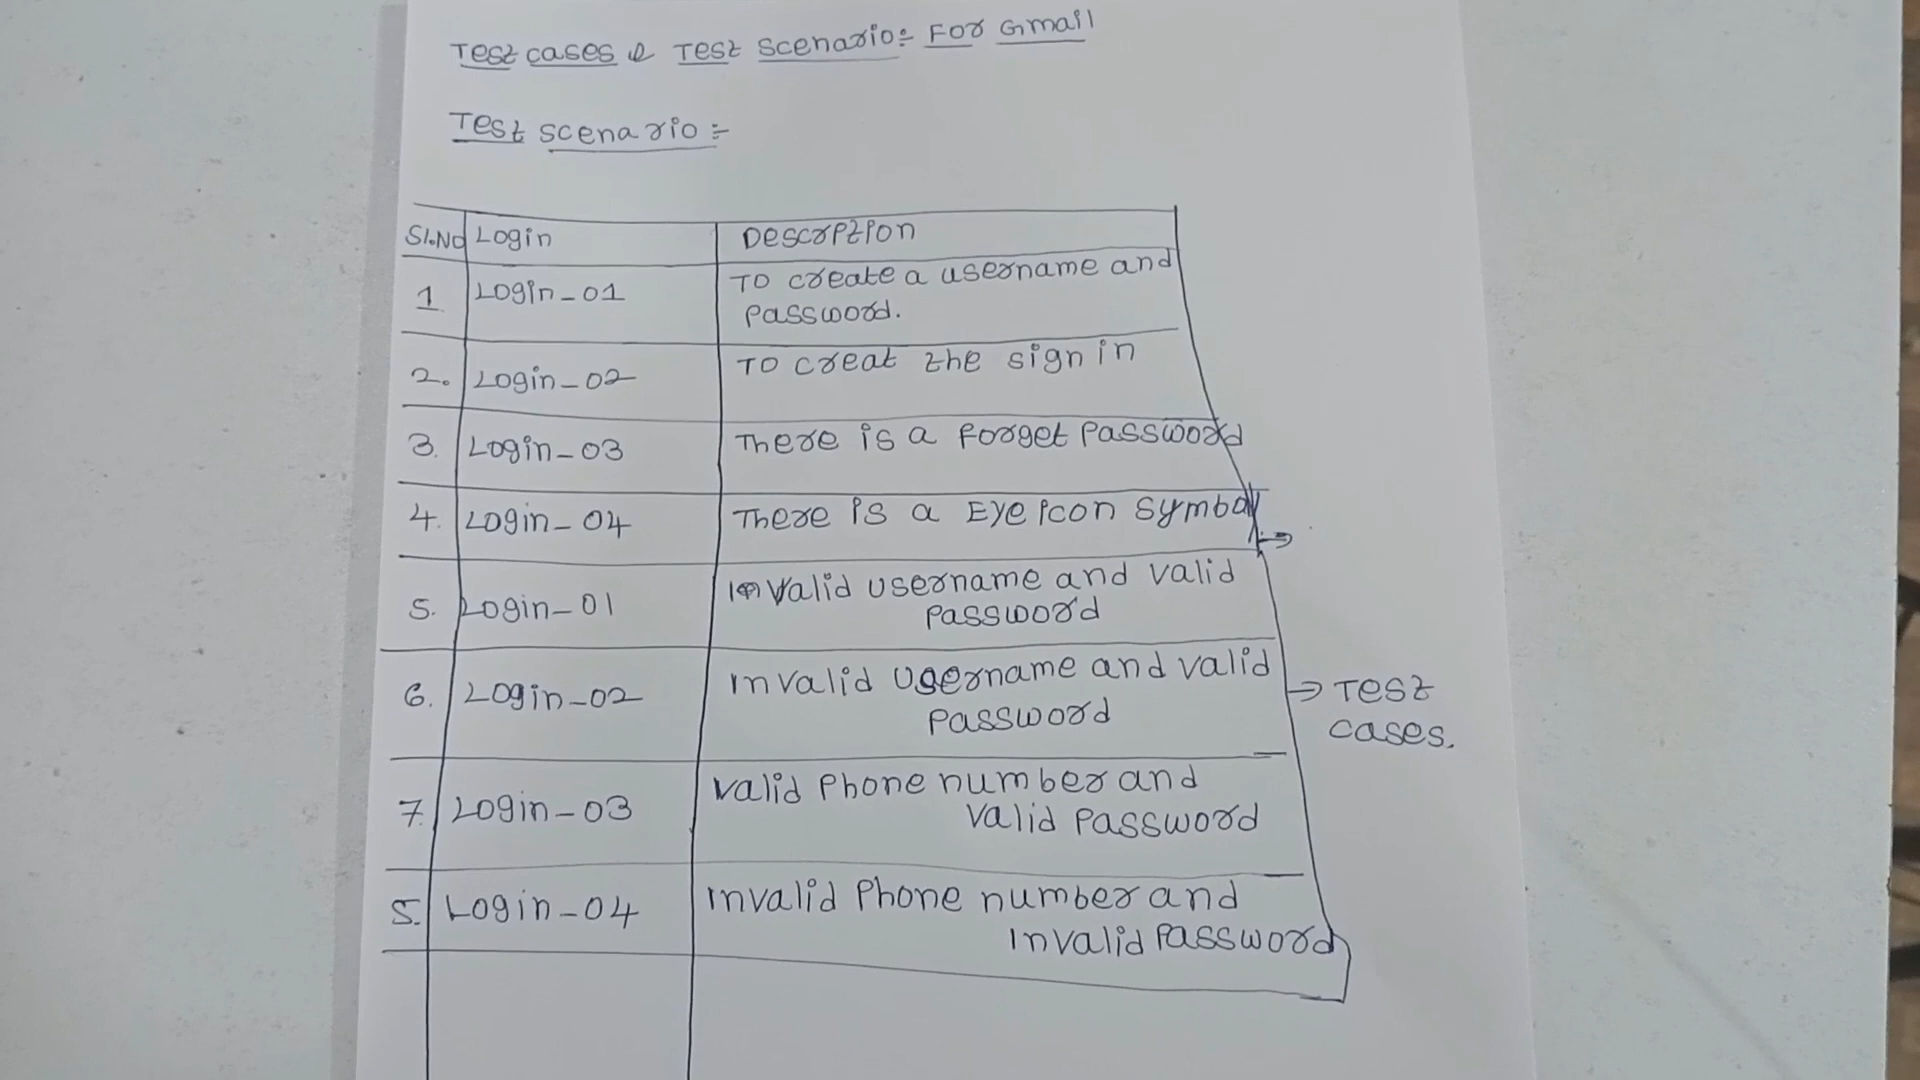 Test cases & Test scenario:- For Gmail
Test scenario :-
Sl.No Login Descrption
1. Login-01 To create a username and
password.
2. Login-02 To creat the sign in
3. Login-03 There is a forget password
4. Login-04 There is a Eye icon symbol
5. Login-01 valid username and valid
password
6. Login-02 invalid username and valid
password
→ Test
cases.
7. Login-03 valid Phone number and
valid password
5. Login-04 invalid Phone number and
invalid password